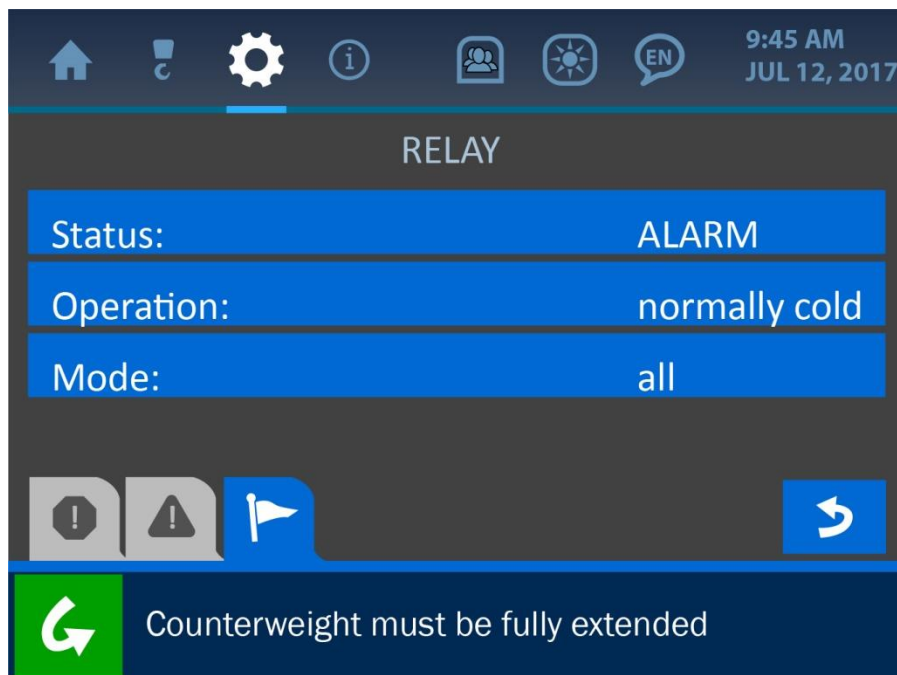 EN
9:45 AM
JUL 12, 2017
RELAY
Status: ALARM
Operation: normally cold
Mode: all
Counterweight must be fully extended